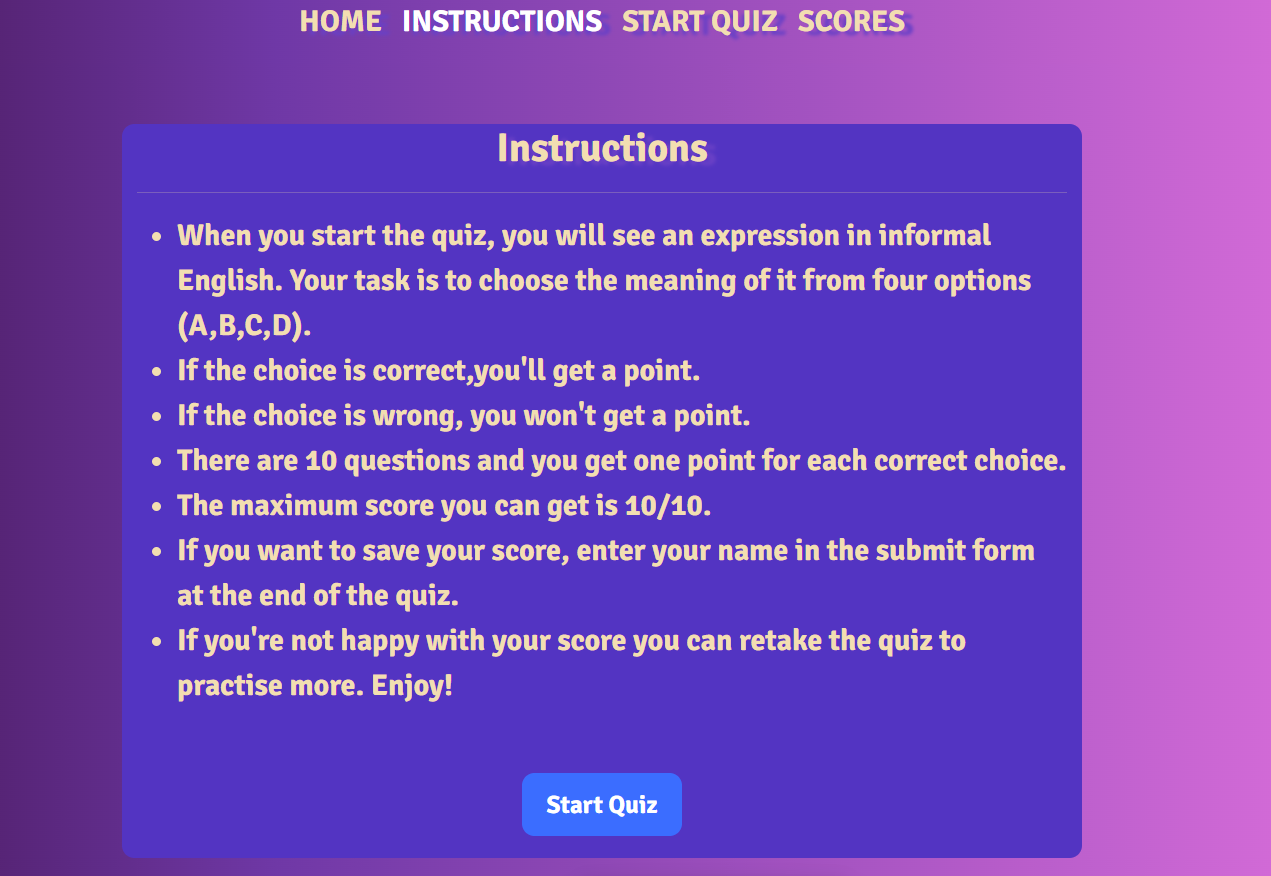 HOME INSTRUCTIONS START QUIZ SCORES
Instructions
When you start the quiz, you will see an expression in informal
English. Your task is to choose the meaning of it from four options
(A,B,C,D).
If the choice is correct,you'll get a point.
If the choice is wrong, you won't get a point.
There are 10 questions and you get one point for each correct choice.
The maximum score you can get is 10/10.
If you want to save your score, enter your name in the submit form
at the end of the quiz.
If you're not happy with your score you can retake the quiz to
practise more. Enjoy!
Start Quiz